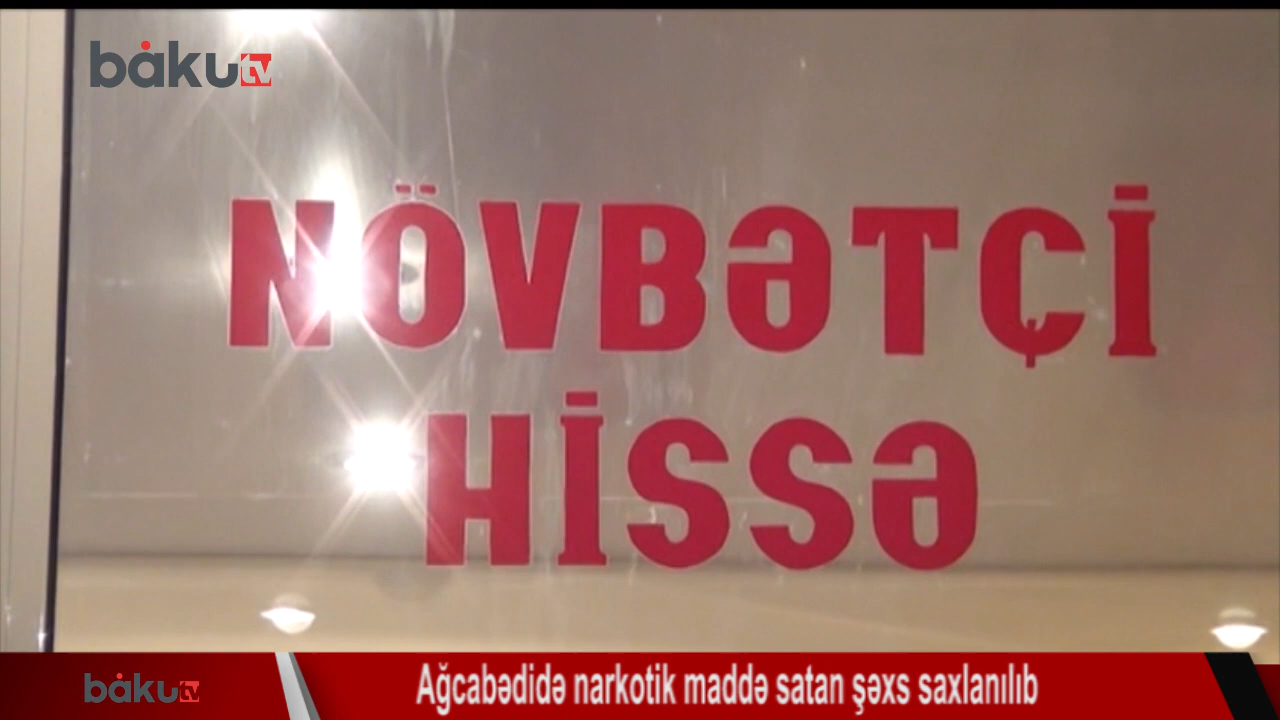 bakutv
NÖVBƏTÇİ
HİSSƏ
bakutv
Ağcabədidə narkotik maddə satan şəxs saxlanılıb